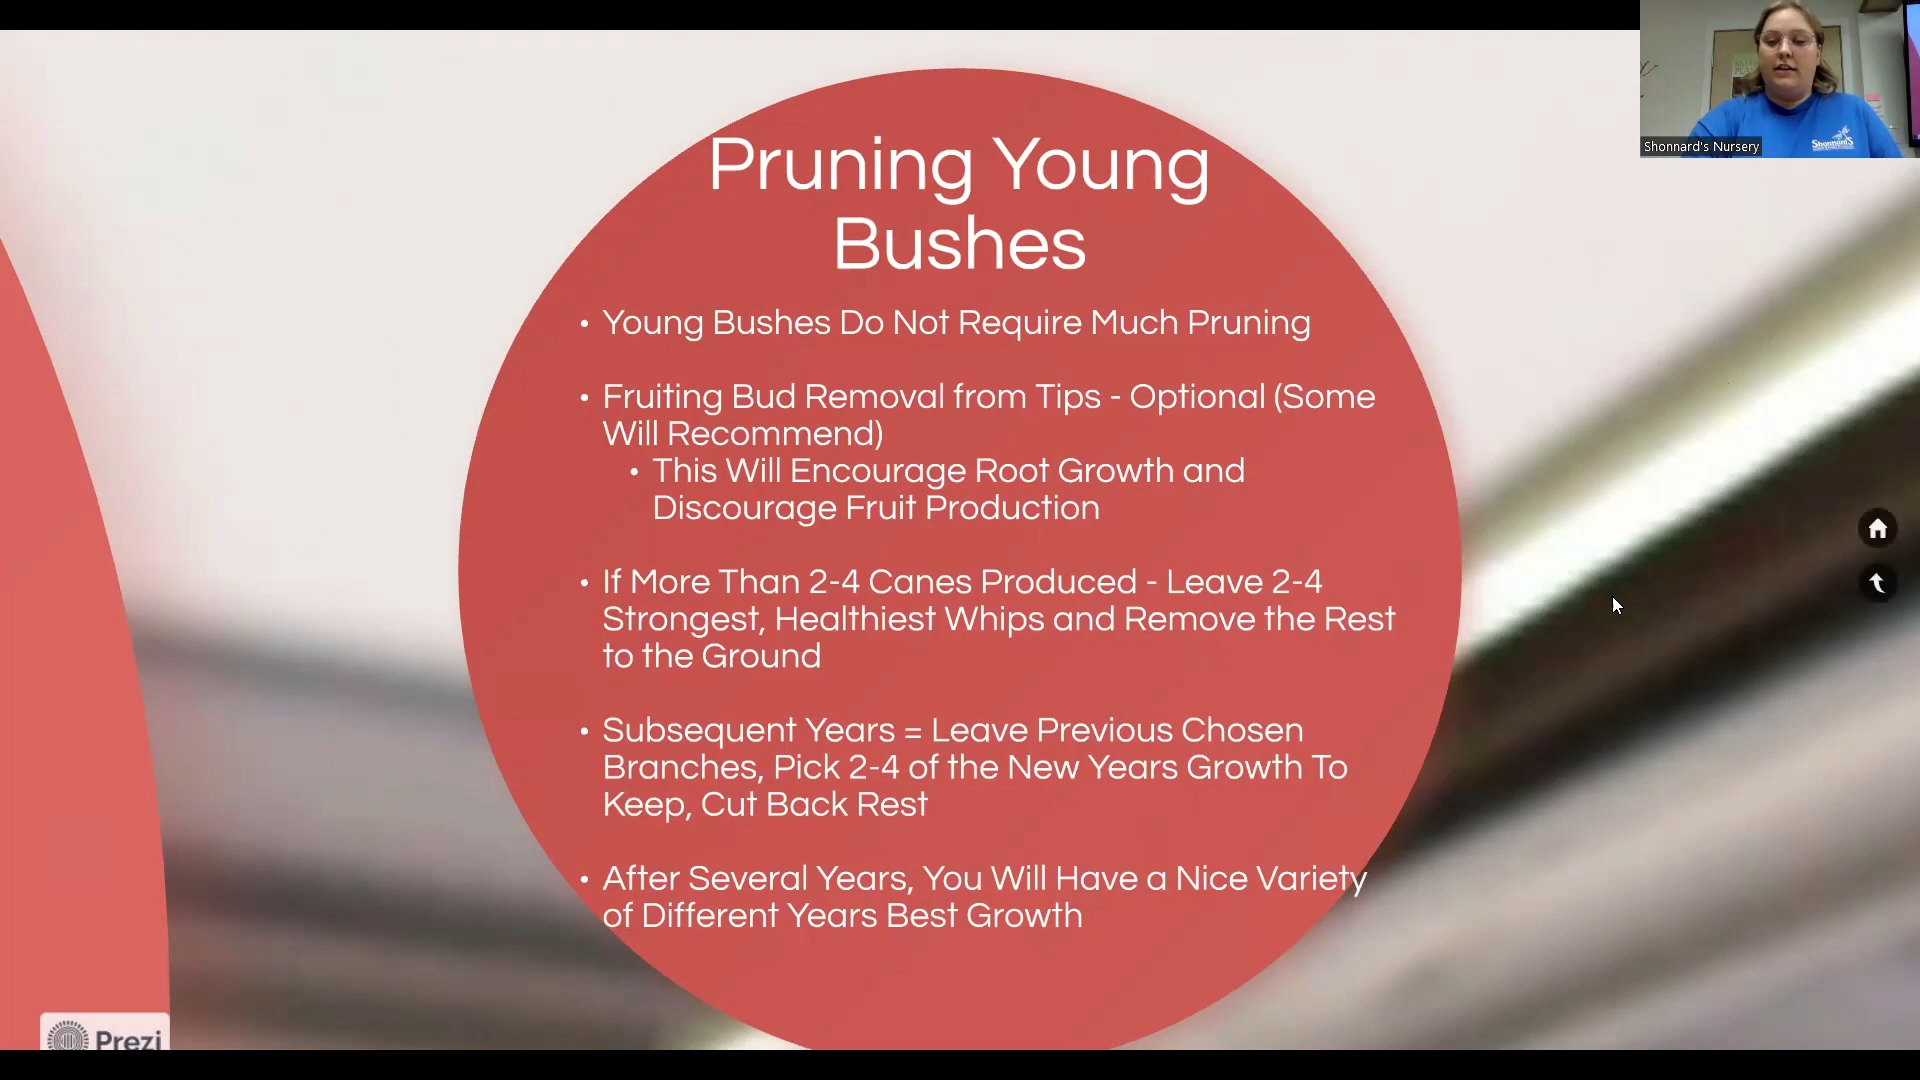 Pruning Young
Bushes
• Young Bushes Do Not Require Much Pruning
• Fruiting Bud Removal from Tips - Optional (Some
Will Recommend)
• This Will Encourage Root Growth and
Discourage Fruit Production
• If More Than 2-4 Canes Produced - Leave 2-4
Strongest, Healthiest Whips and Remove the Rest
to the Ground
• Subsequent Years = Leave Previous Chosen
Branches, Pick 2-4 of the New Years Growth To
Keep, Cut Back Rest
• After Several Years, You Will Have a Nice Variety
of Different Years Best Growth
Shonnard's
Shonnard's Nursery
Prezi